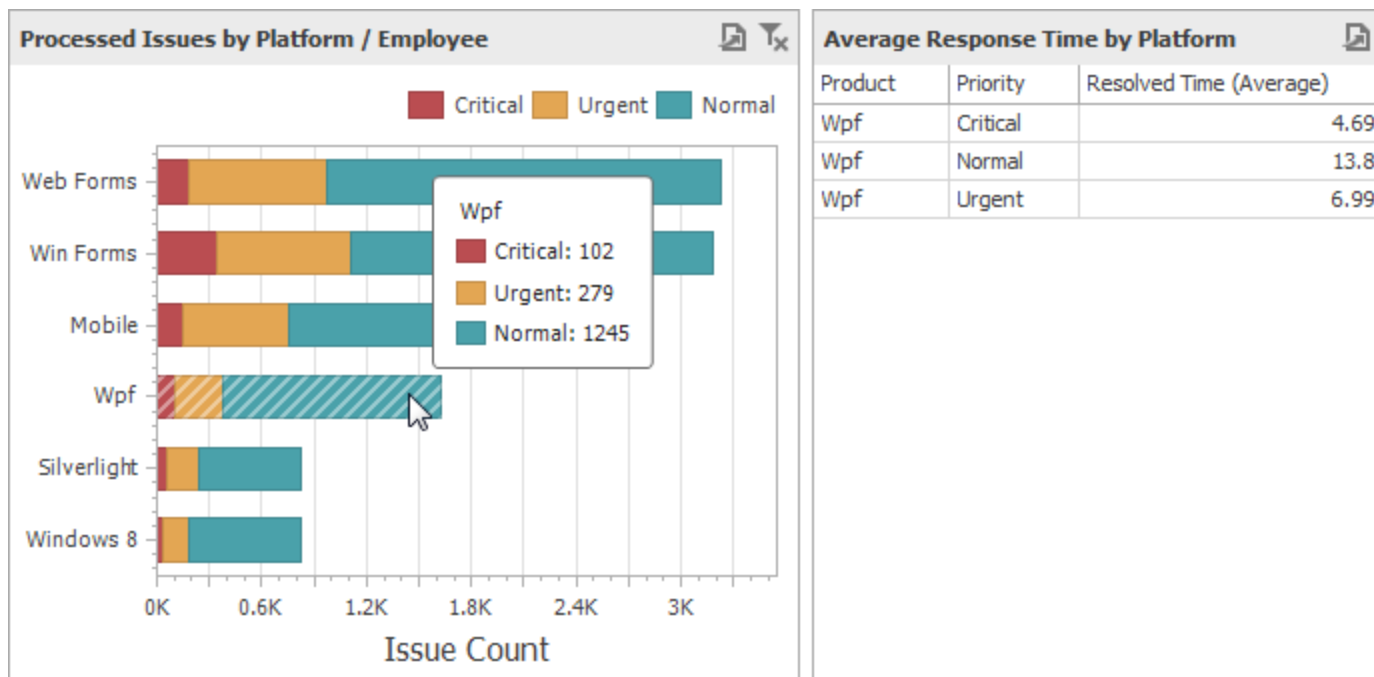 Processed Issues by Platform / Employee
Critical Urgent Normal
Web Forms
Win Forms
Mobile
Wpf
Silverlight
Windows 8
Wpf
Critical: 102
Urgent: 279
Normal: 1245
0K 0.6K 1.2K 1.8K 2.4K 3K
Issue Count
Average Response Time by Platform
Product Priority Resolved Time (Average)
Wpf Critical 4.69
Wpf Normal 13.8
Wpf Urgent 6.99